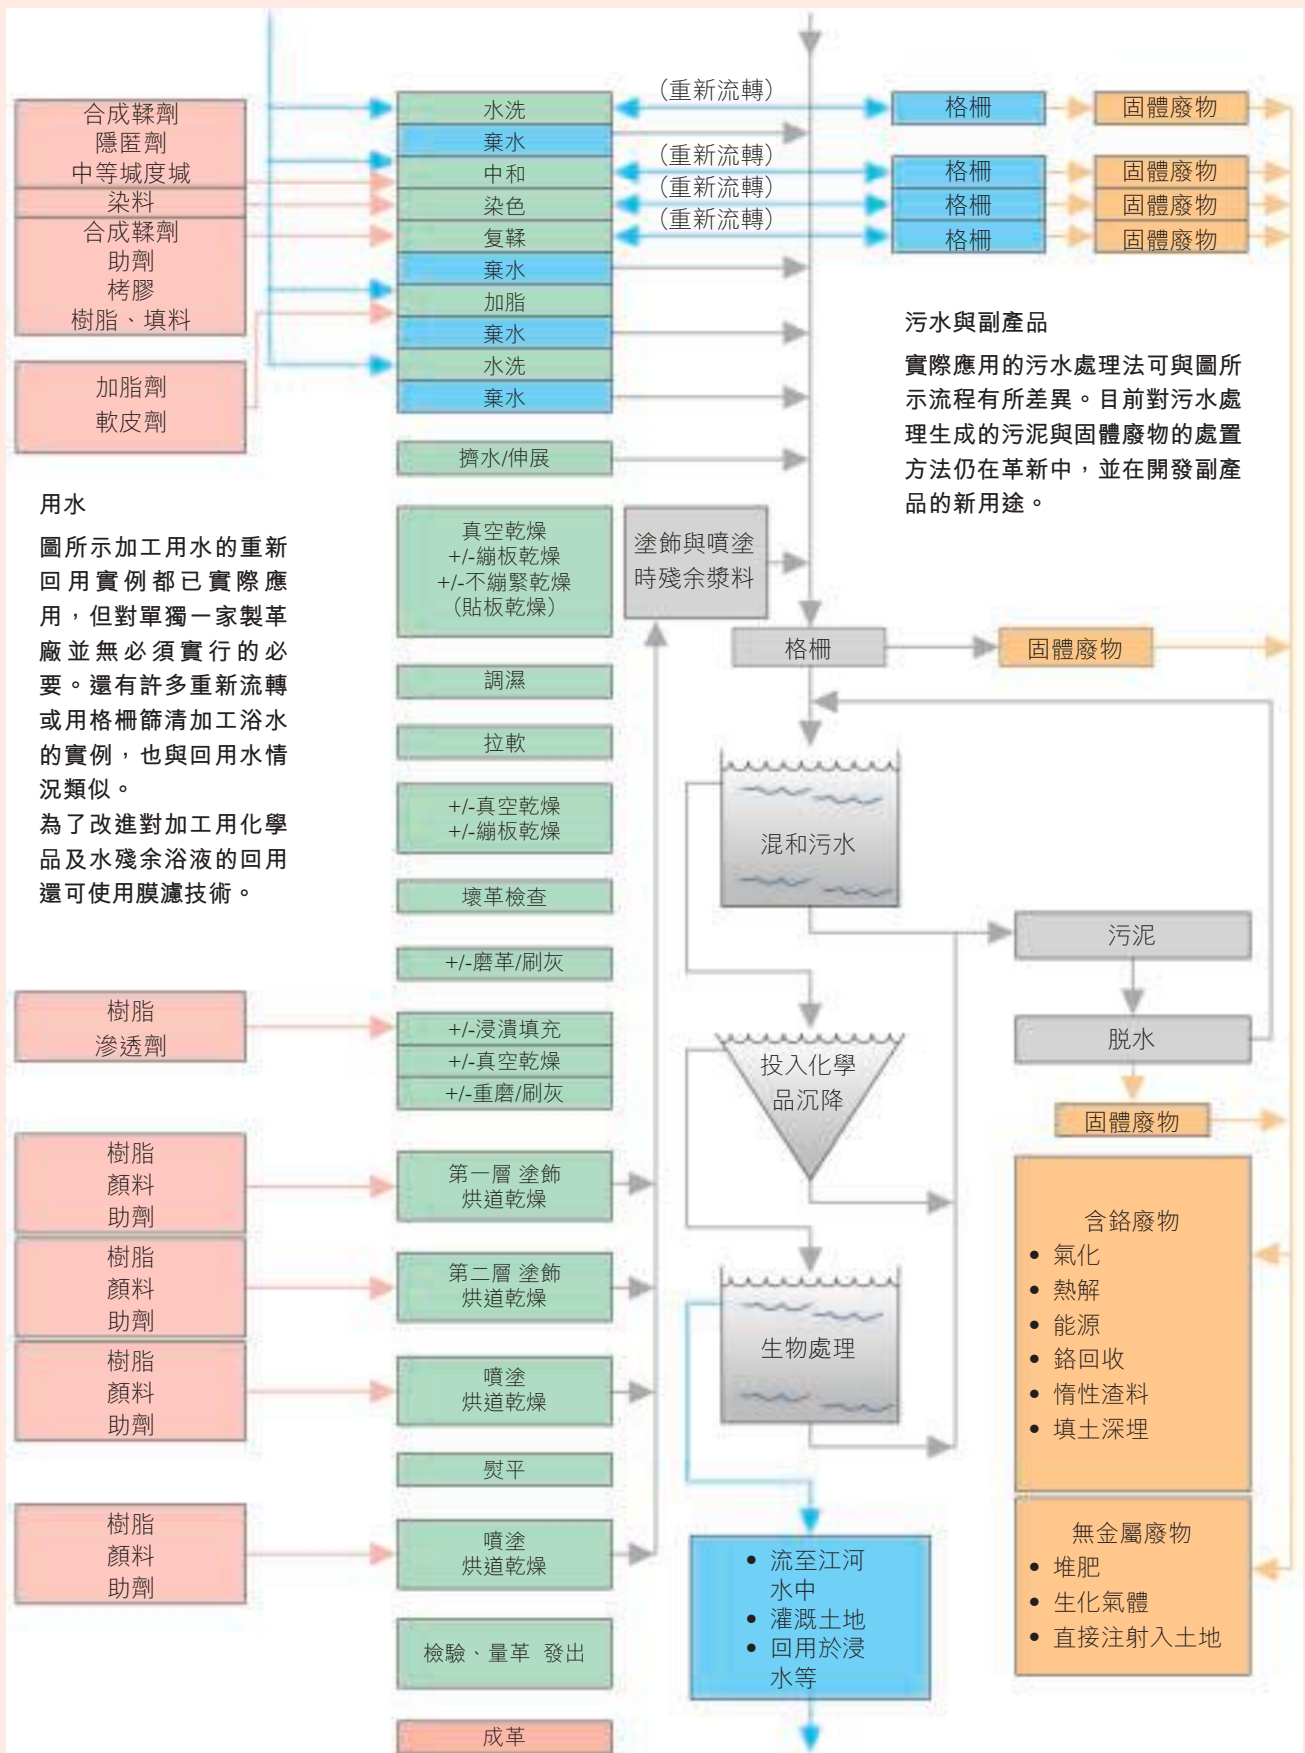 合成鞣劑
隱匿劑
中等堿度堿
染料
合成鞣劑
助劑
栲膠
樹脂、填料
加脂劑
軟皮劑
用水
圖所示加工用水的重新
回用實例都已實際應
用，但對單獨一家製革
廠並無必須實行的必
要。還有許多重新流轉
或用格柵篩清加工浴水
的實例，也與回用水情
況類似。
為了改進對加工用化學
品及水殘余浴液的回用
還可使用膜濾技術。
樹脂
滲透劑
樹脂
顏料
助劑
樹脂
顏料
助劑
樹脂
顏料
助劑
樹脂
顏料
助劑
水洗
棄水
中和
染色
复鞣
棄水
加脂
棄水
水洗
棄水
擠水/伸展
真空乾燥
+/-繃板乾燥
+/-不繃緊乾燥
（貼板乾燥）
調濕
拉軟
+/-真空乾燥
+/-繃板乾燥
壞革檢查
+/-磨革/刷灰
+/-浸漬填充
+/-真空乾燥
+/-重磨/刷灰
第一層 塗飾
烘道乾燥
第二層 塗飾
烘道乾燥
噴塗
烘道乾燥
熨平
噴塗
烘道乾燥
檢驗、量革 發出
成革
（重新流轉）
（重新流轉）
（重新流轉）
（重新流轉）
格柵
固體廢物
格柵
固體廢物
格柵
固體廢物
格柵
固體廢物
污水與副產品
實際應用的污水處理法可與圖所
示流程有所差異。目前對污水處
理生成的污泥與固體廢物的處置
方法仍在革新中，並在開發副產
品的新用途。
塗飾與噴塗
時殘余漿料
格柵
固體廢物
混和污水
污泥
脱水
固體廢物
投入化學
品沉降
生物處理
• 流至江河
水中
• 灌溉土地
• 回用於浸
水等
含鉻廢物
• 氣化
• 熱解
• 能源
• 鉻回收
• 惰性渣料
• 填土深埋
無金屬廢物
• 堆肥
• 生化氣體
• 直接注射入土地